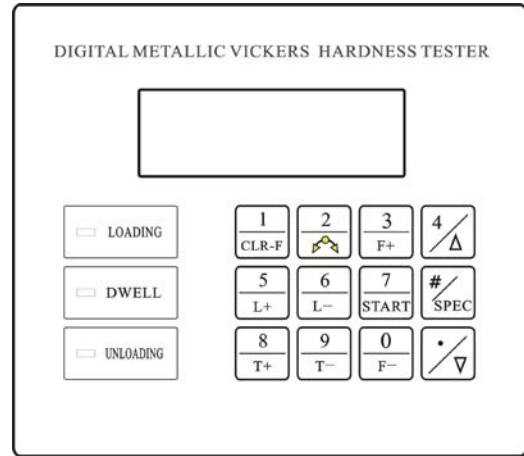 DIGITAL METALLIC VICKERS HARDNESS TESTER
LOADING
DWELL
UNLOADING
1 2 3 4
CLR-F F+ Δ
5 6 7 #
L+ L− START SPEC
8 9 0 •
T+ T− F− ∇